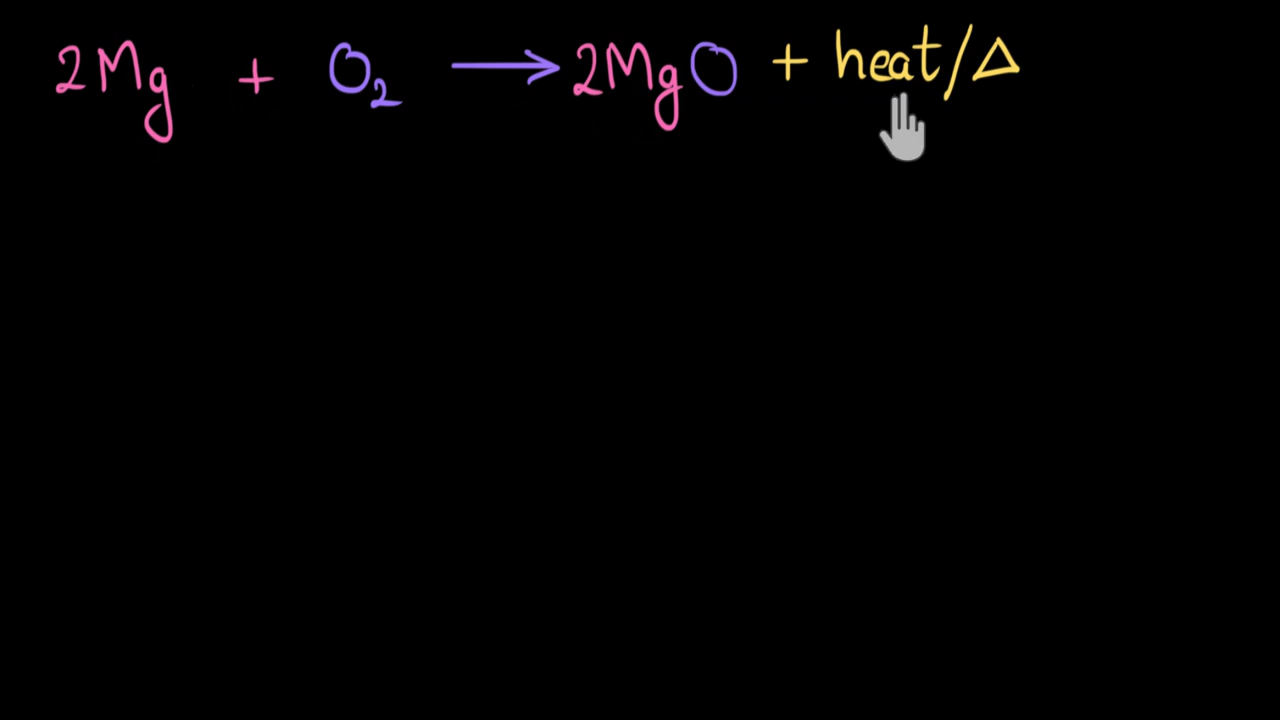 2Mg + O₂ ⟶ 2MgO + heat/Δ